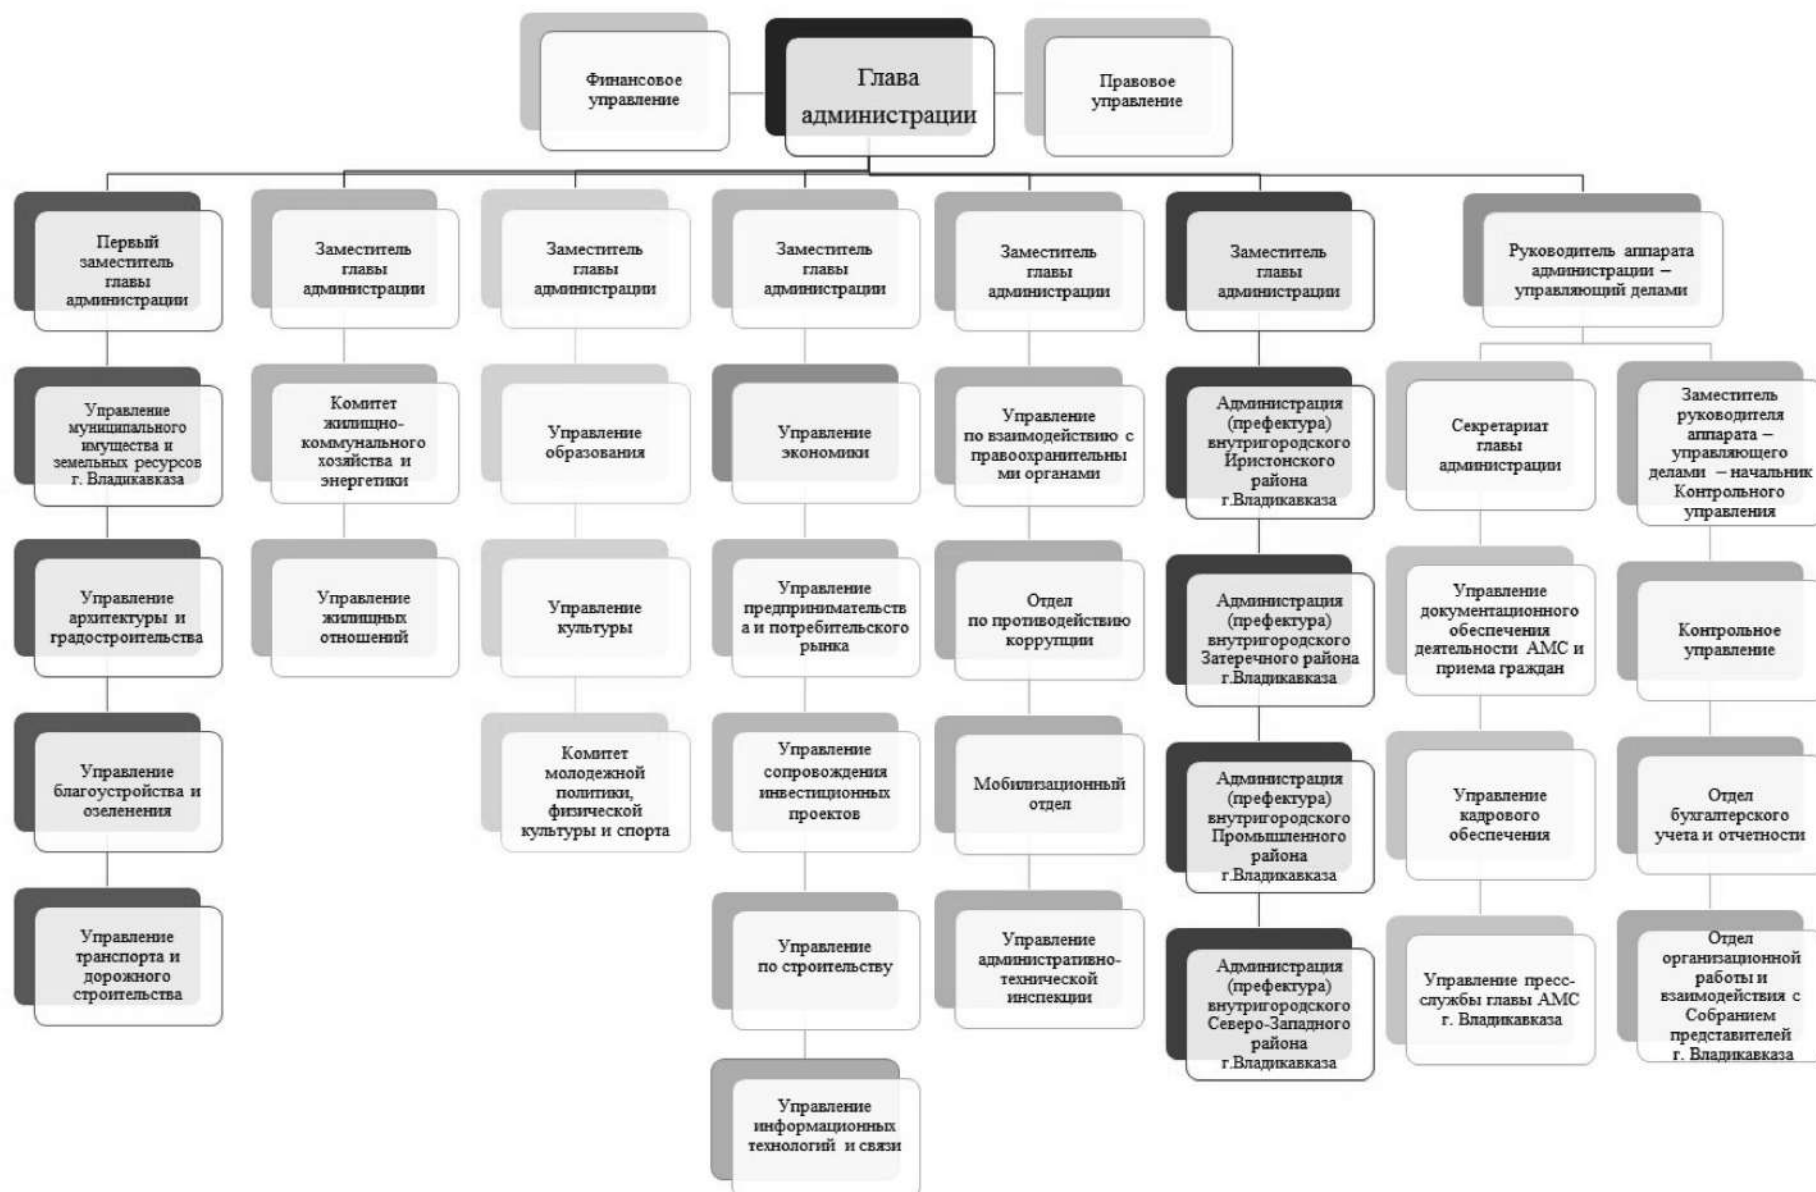 Финансовое
управление
Глава
администрации
Правовое
управление
Первый
заместитель
главы
администрации
Заместитель
главы
администрации
Заместитель
главы
администрации
Заместитель
главы
администрации
Заместитель
главы
администрации
Заместитель
главы
администрации
Руководитель аппарата
администрации –
управляющий делами
Управление
муниципального
имущества и
земельных ресурсов
г. Владикавказа
Комитет
жилищно-
коммунального
хозяйства и
энергетики
Управление
образования
Управление
экономики
Управление
по взаимодействию с
правоохранительны
ми органами
Администрация
(префектура)
внутригородского
Иристонского
района
г.Владикавказа
Секретариат
главы
администрации
Заместитель
руководителя
аппарата –
управляющего
делами – начальник
Контрольного
управления
Управление
архитектуры и
градостроительства
Управление
жилищных
отношений
Управление
культуры
Управление
предпринимательств
а и потребительского
рынка
Отдел
по противодействию
коррупции
Администрация
(префектура)
внутригородского
Затеречного района
г.Владикавказа
Управление
документационного
обеспечения
деятельности АМС и
приема граждан
Контрольное
управление
Управление
благоустройства и
озеленения
Комитет
молодежной
политики,
физической
культуры и спорта
Управление
сопровождения
инвестиционных
проектов
Мобилизационный
отдел
Администрация
(префектура)
внутригородского
Промышленного
района
г.Владикавказа
Управление
кадрового
обеспечения
Отдел
бухгалтерского
учета и отчетности
Управление
транспорта и
дорожного
строительства
Управление
по строительству
Управление
административно-
технической
инспекции
Администрация
(префектура)
внутригородского
Северо-Западного
района
г.Владикавказа
Управление пресс-
службы главы АМС
г. Владикавказа
Отдел
организационной
работы и
взаимодействия с
Собранием
представителей
г. Владикавказа
Управление
информационных
технологий и связи